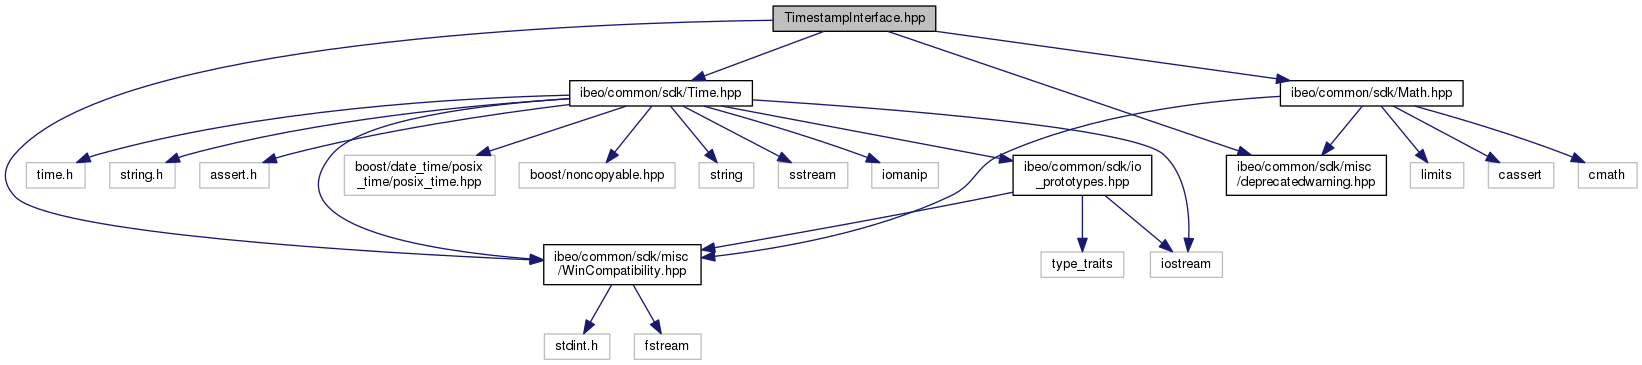 TimestampInterface.hpp
ibeo/common/sdk/Time.hpp
ibeo/common/sdk/Math.hpp
time.h
string.h
assert.h
boost/date_time/posix
_time/posix_time.hpp
boost/noncopyable.hpp
string
sstream
iomanip
ibeo/common/sdk/io
_prototypes.hpp
ibeo/common/sdk/misc
/deprecatedwarning.hpp
limits
cassert
cmath
ibeo/common/sdk/misc
/WinCompatibility.hpp
type_traits
iostream
stdint.h
fstream